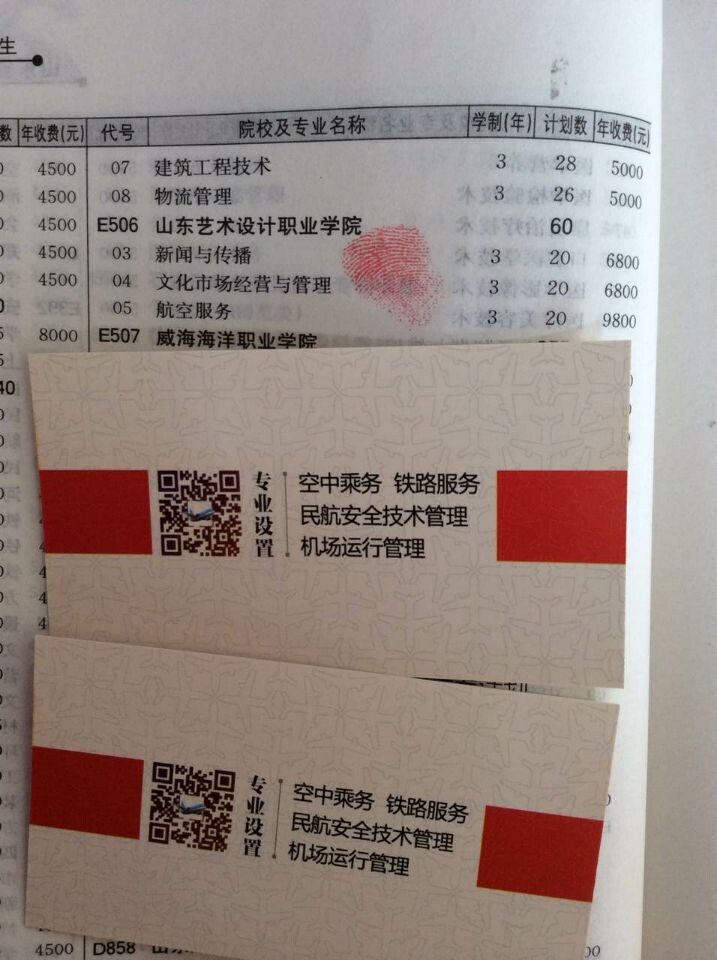 生
数 年收费(元) 代号 院校及专业名称 学制(年) 计划数 年收费(元)
4500 07 建筑工程技术 3 28 5000
4500 08 物流管理 3 26 5000
4500 E506 山东艺术设计职业学院 60
4500 03 新闻与传播 3 20 6800
4500 04 文化市场经营与管理 3 20 6800
05 航空服务 3 20 9800
8000 E507 威海海洋职业学院
专业设置
空中乘务 铁路服务
民航安全技术管理
机场运行管理
专业设置
空中乘务 铁路服务
民航安全技术管理
机场运行管理
4500 D858